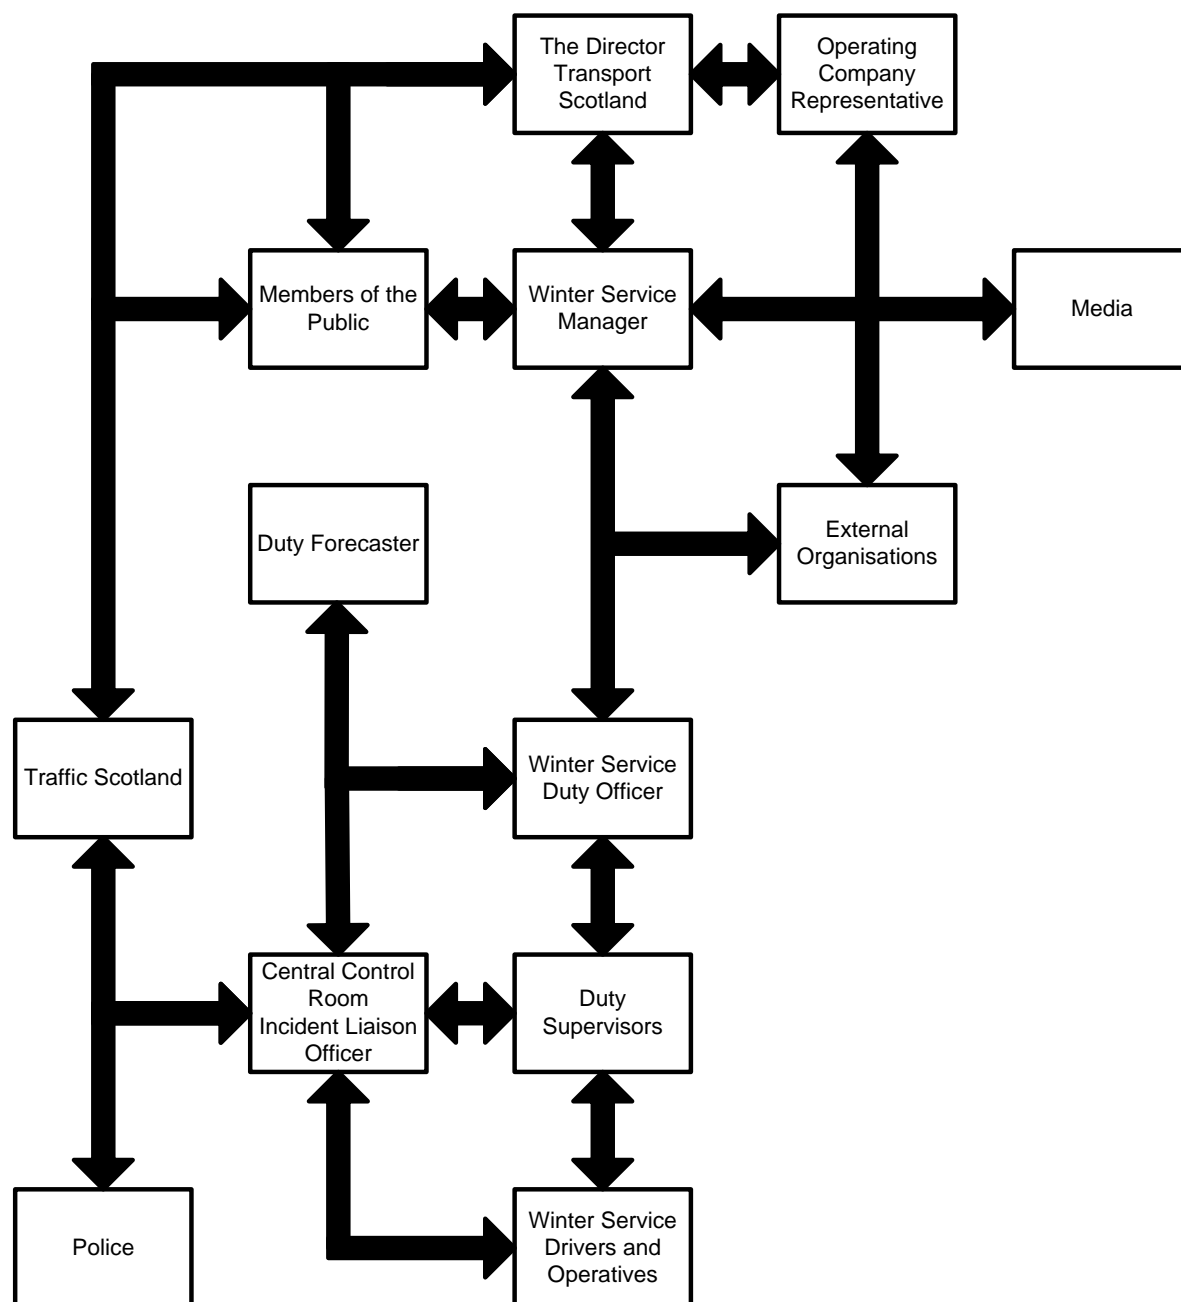 The Director
Transport
Scotland
Operating
Company
Representative
Members of the
Public
Winter Service
Manager
Media
Duty Forecaster
External
Organisations
Traffic Scotland
Winter Service
Duty Officer
Central Control
Room
Incident Liaison
Officer
Duty
Supervisors
Police
Winter Service
Drivers and
Operatives